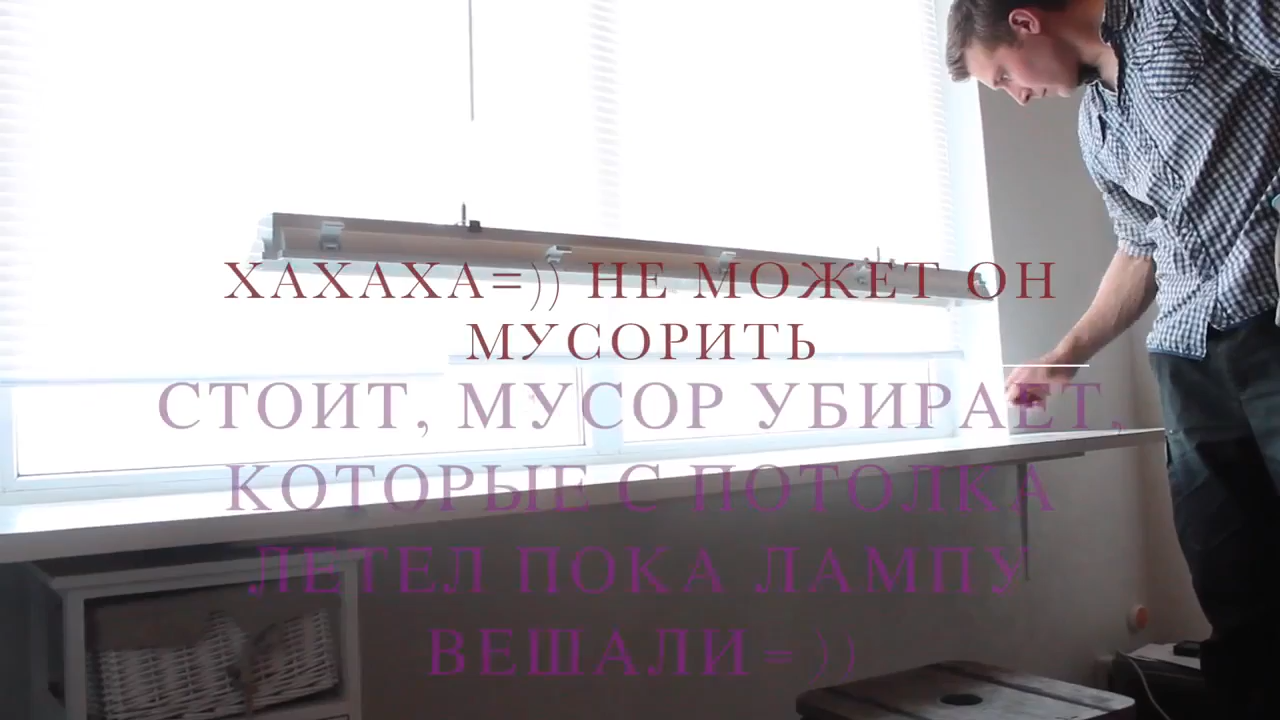 ХАХАХА=)) НЕ МОЖЕТ ОН
МУСОРИТЬ
СТОИТ, МУСОР УБИРАЕТ,
КОТОРЫЕ С ПОТОЛКА
ЛЕТЕЛ ПОКА ЛАМПУ
ВЕШАЛИ=))